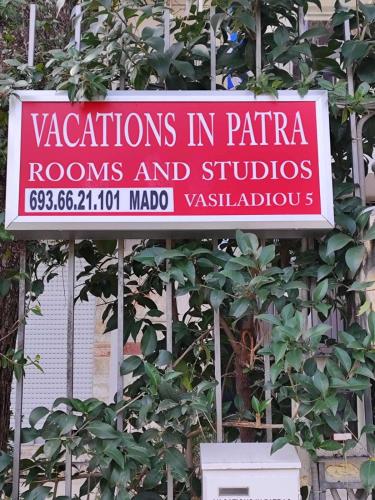 VACATIONS IN PATRA
ROOMS AND STUDIOS
693.66.21.101 MADO VASILADIOU 5